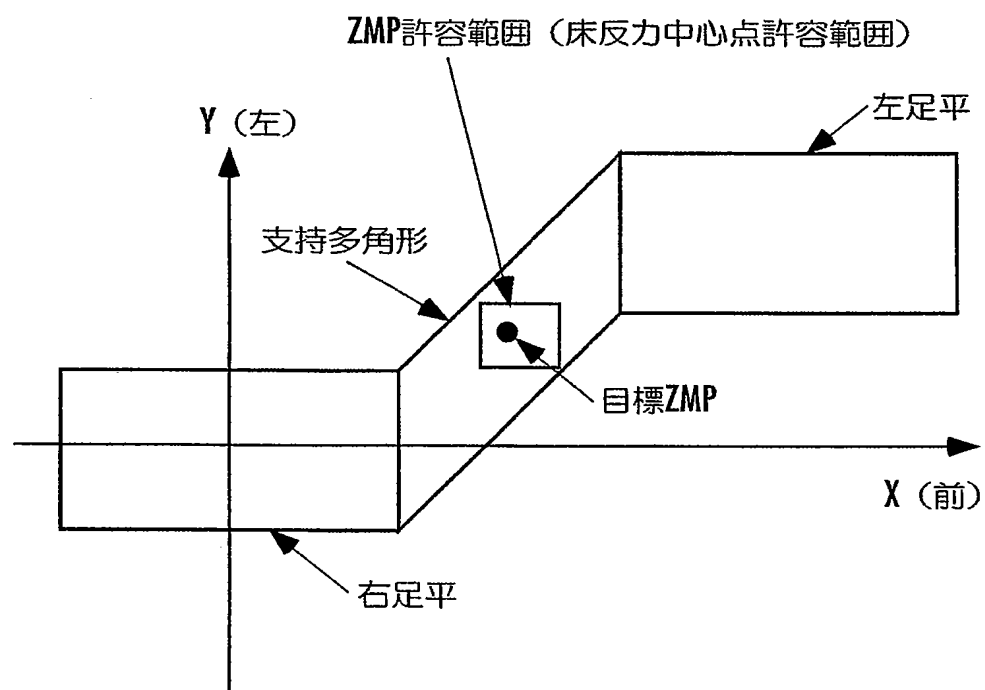 ZMP許容範囲（床反力中心点許容範囲）
左足平
Y（左）
支持多角形
目標ZMP
X（前）
右足平